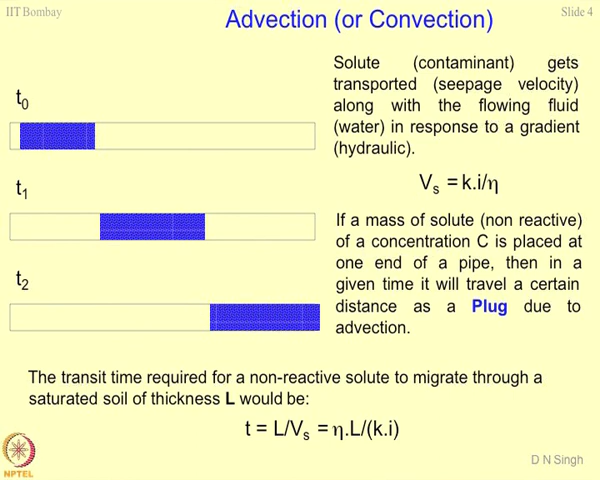 IIT Bombay
Advection (or Convection)
Slide 4
Solute (contaminant) gets
transported (seepage velocity)
along with the flowing fluid
(water) in response to a gradient
(hydraulic).
t₀
Vₛ = k.i/η
t₁
If a mass of solute (non reactive)
of a concentration C is placed at
one end of a pipe, then in a
given time it will travel a certain
distance as a Plug due to
advection.
t₂
The transit time required for a non-reactive solute to migrate through a
saturated soil of thickness L would be:
t = L/Vₛ = η.L/(k.i)
NPTEL
D N Singh